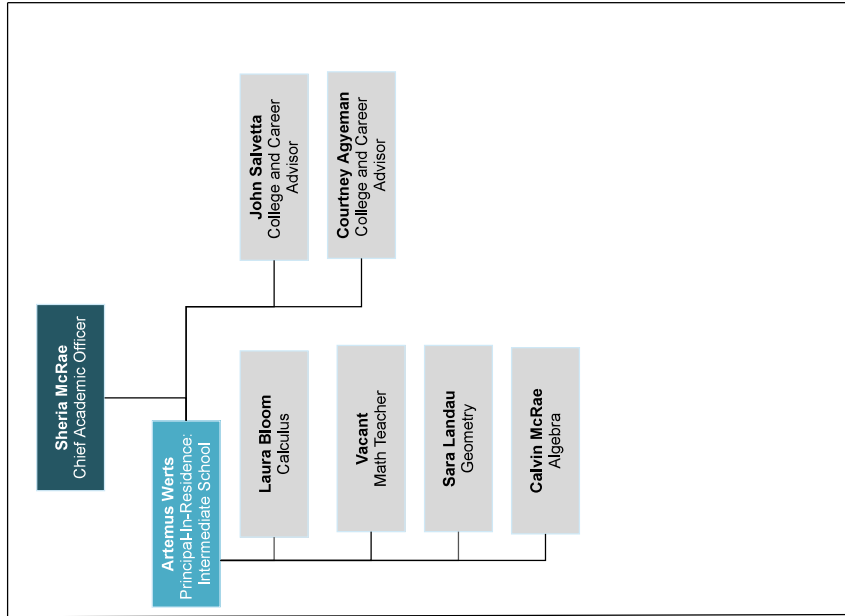 Sheria McRae
Chief Academic Officer
Artemus Werts
Principal-In-Residence:
Intermediate School
John Salvetta
College and Career
Advisor
Courtney Agyeman
College and Career
Advisor
Laura Bloom
Calculus
Vacant
Math Teacher
Sara Landau
Geometry
Calvin McRae
Algebra